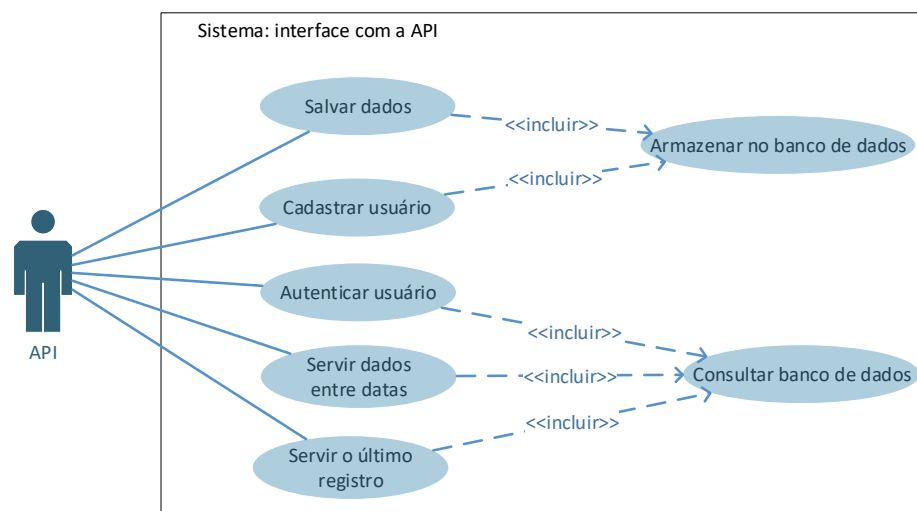 Sistema: interface com a API
Salvar dados
<<incluir>>
Armazenar no banco de dados
<<incluir>>
Cadastrar usuário
Autenticar usuário
<<incluir>>
API
Servir dados
entre datas
<<incluir>>
Consultar banco de dados
<<incluir>>
Servir o último
registro